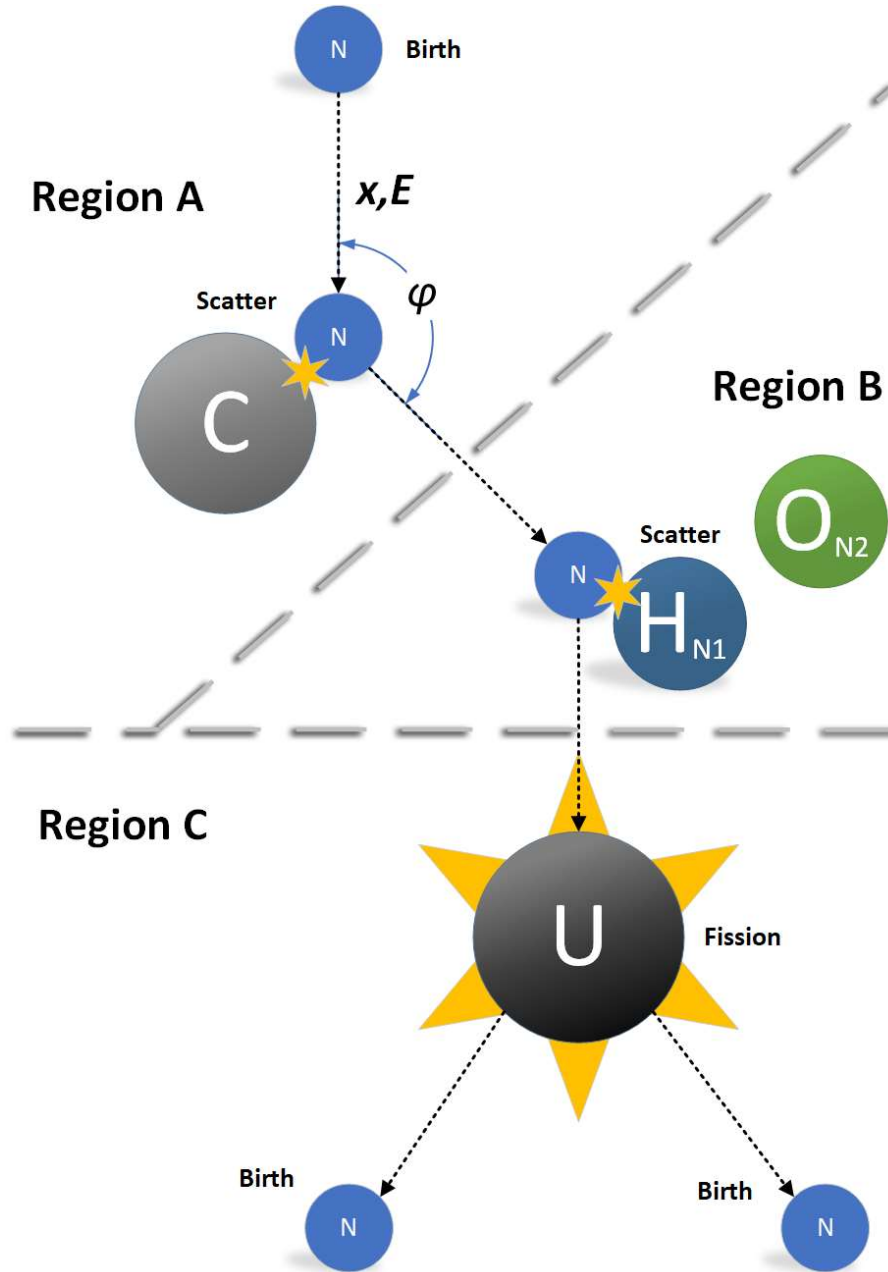 N
Birth
Region A
x,E
φ
Scatter
N
C
Region B
O N2
Scatter
N
H N1
Region C
U
Fission
Birth
N
Birth
N